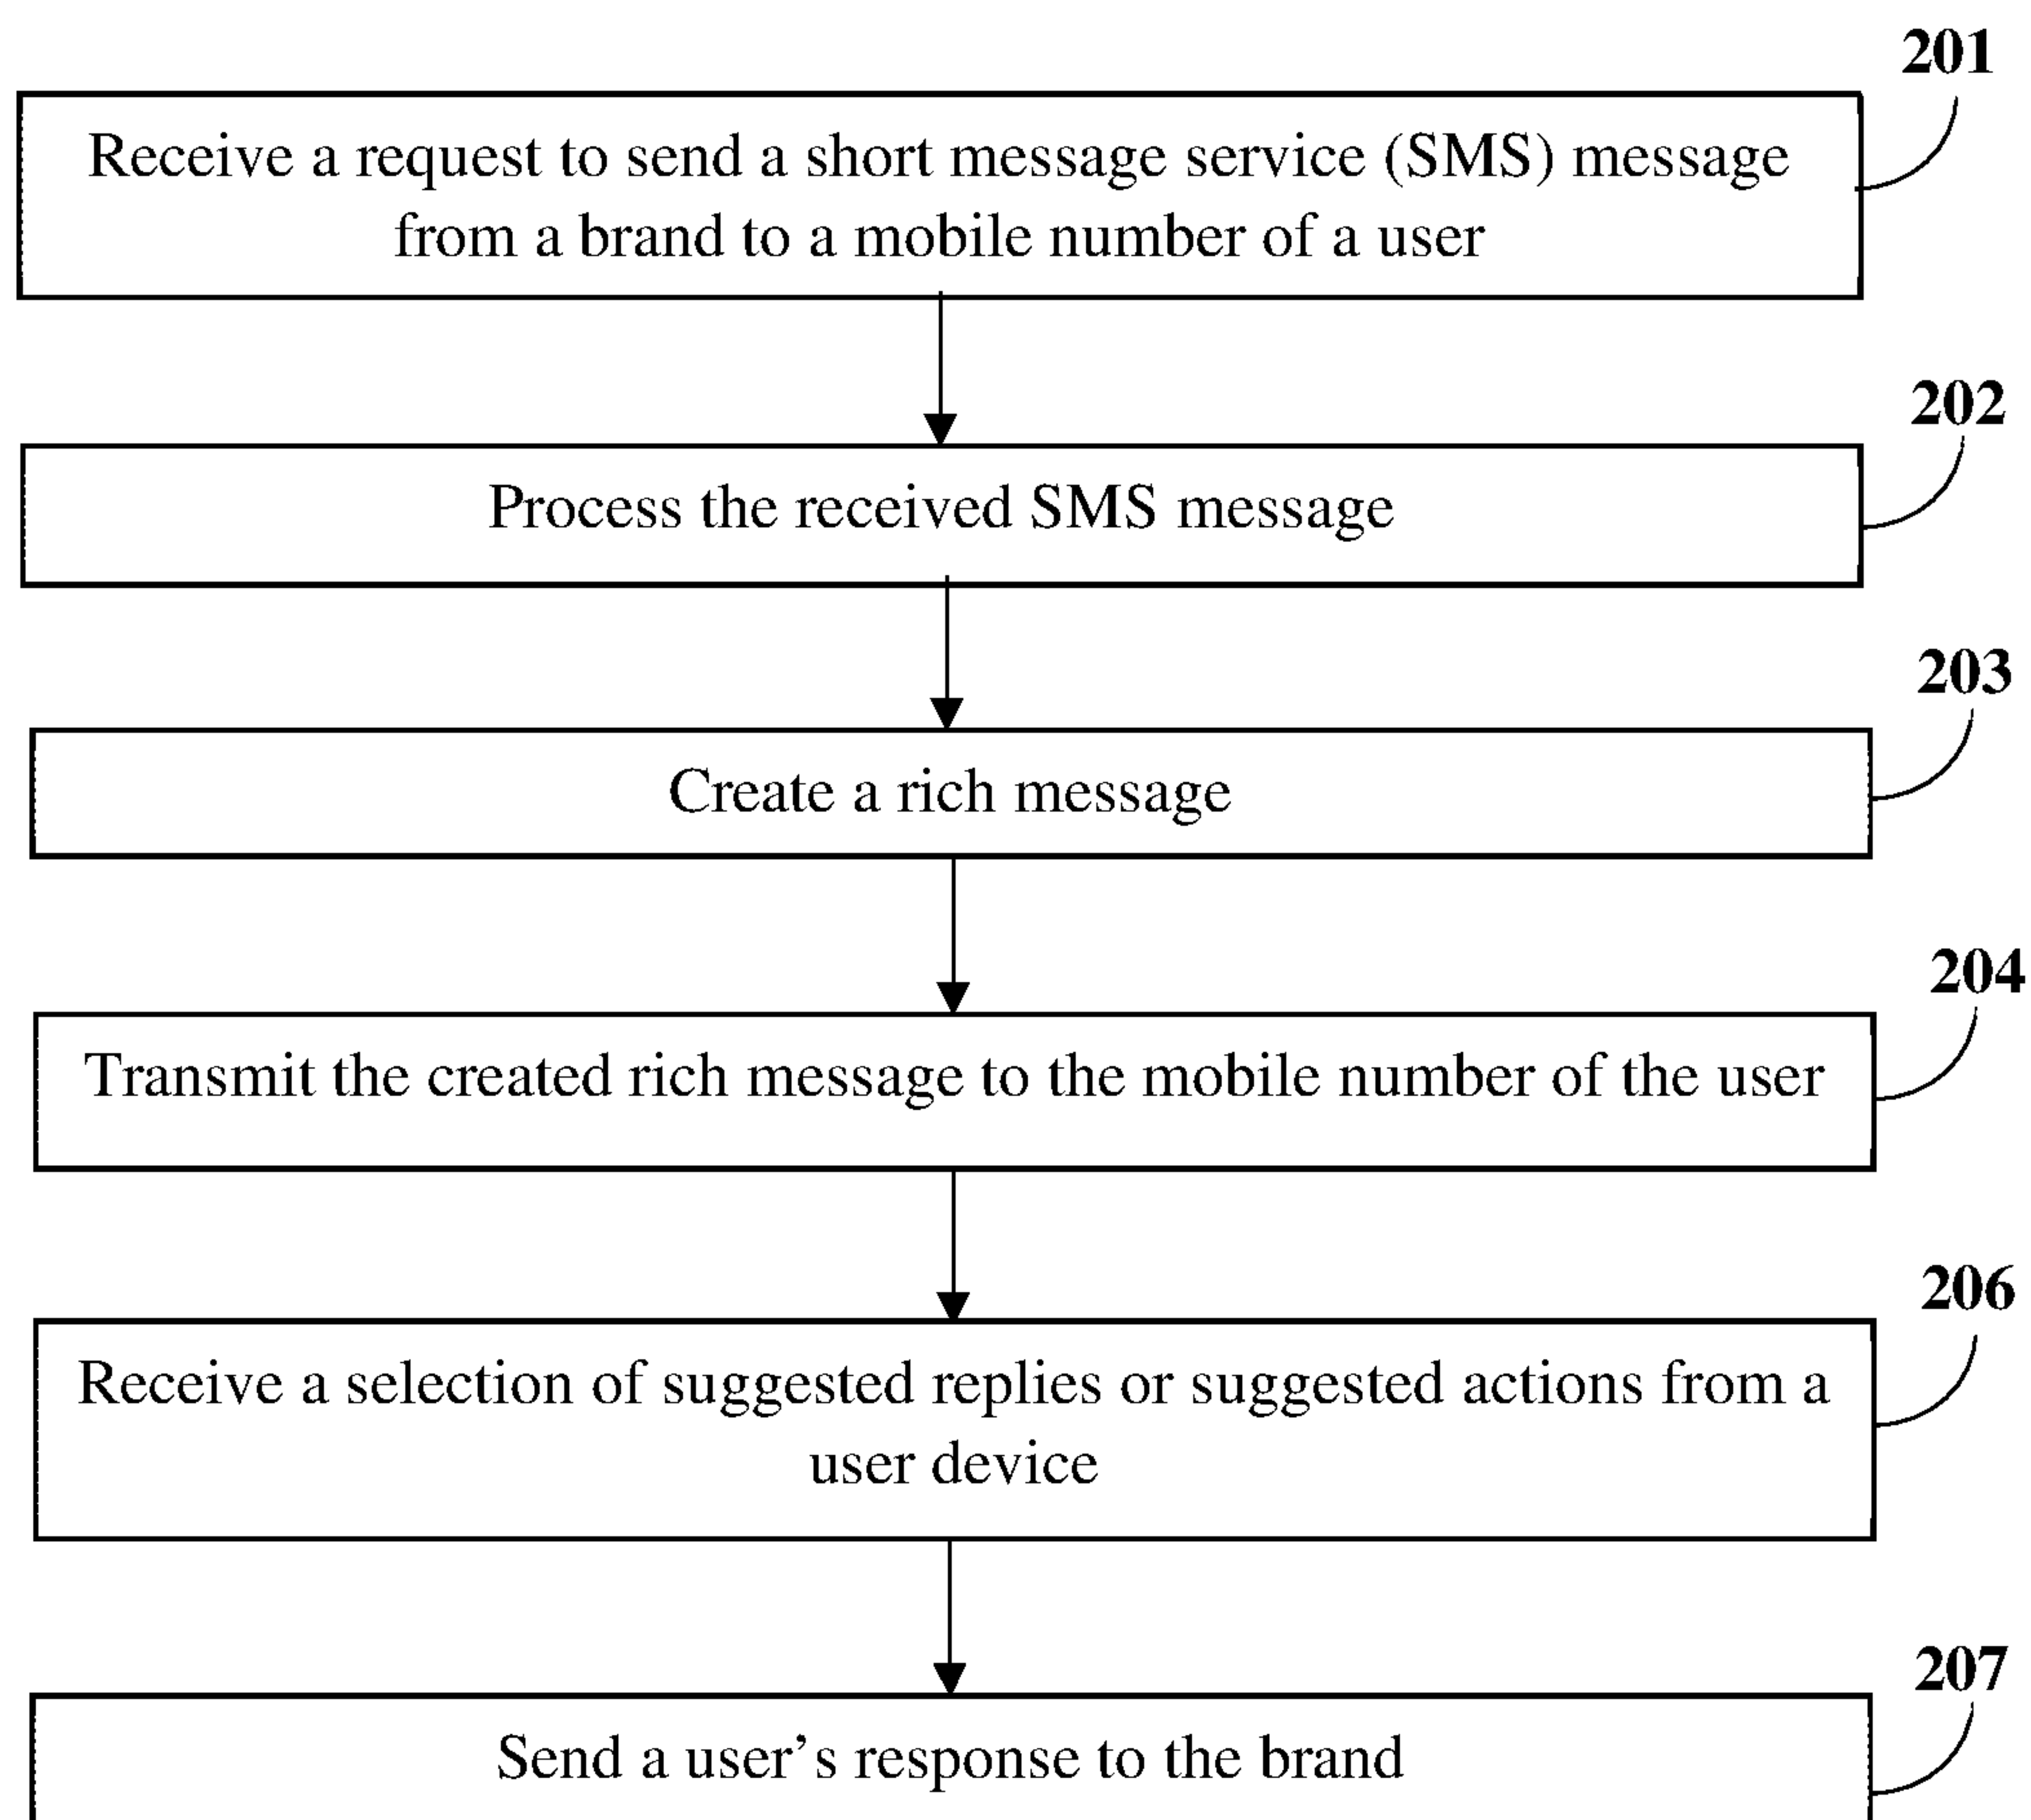 201
Receive a request to send a short message service (SMS) message
from a brand to a mobile number of a user
202
Process the received SMS message
203
Create a rich message
204
Transmit the created rich message to the mobile number of the user
206
Receive a selection of suggested replies or suggested actions from a
user device
207
Send a user’s response to the brand